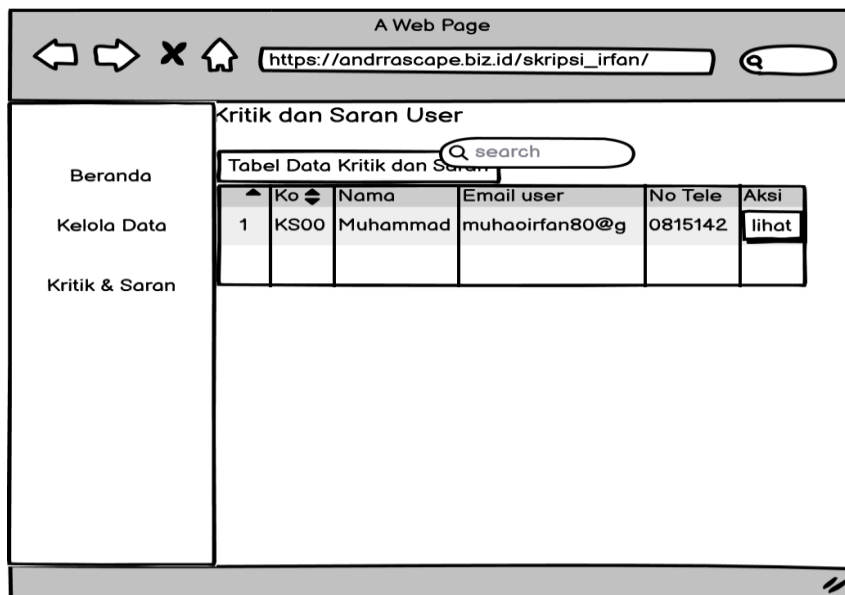 A Web Page
https://andrrascape.biz.id/skripsi_irfan/
Kritik dan Saran User
search
Tabel Data Kritik dan Saran
Ko Nama Email user No Tele Aksi
1 KS00 Muhammad muhaoirfan80@g 0815142 lihat
Beranda
Kelola Data
Kritik & Saran